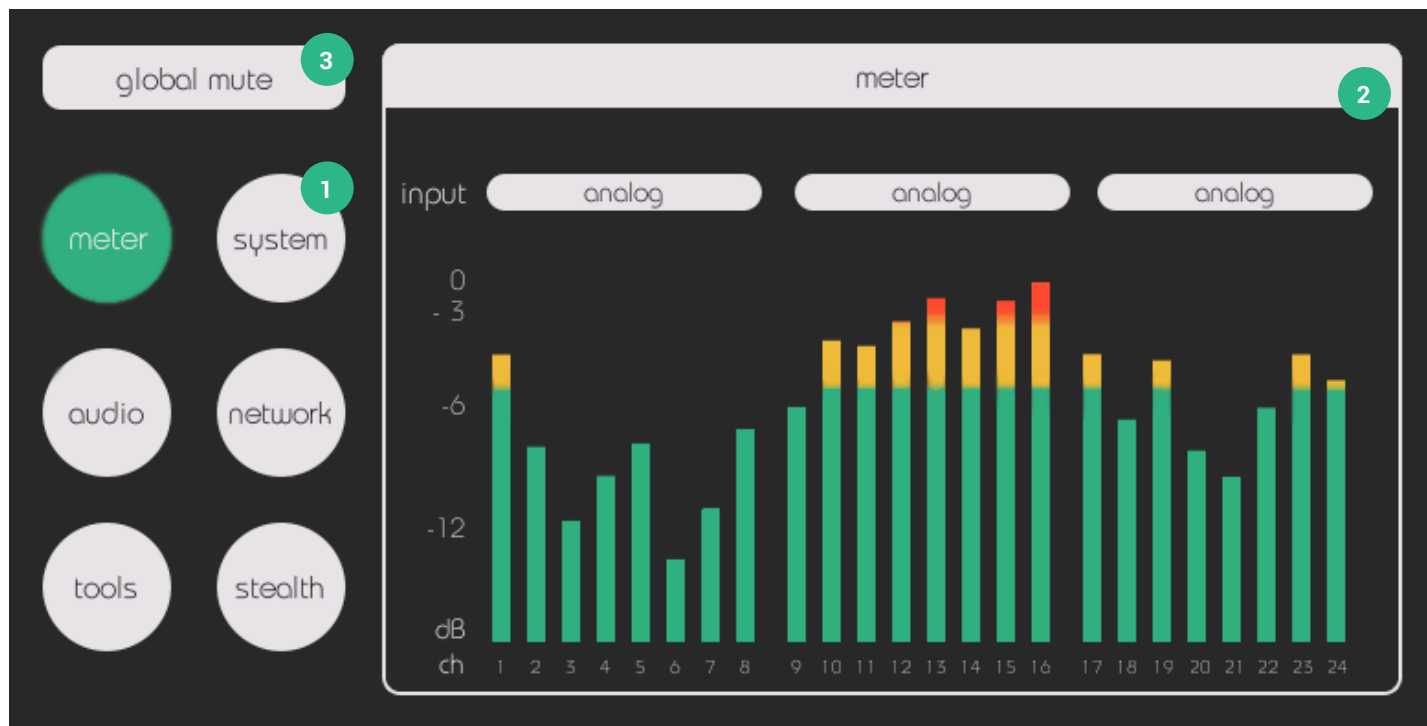 global mute
3
meter
system
1
audio
network
tools
stealth
meter
2
input analog analog analog
0
- 3
-6
-12
dB
ch 1 2 3 4 5 6 7 8 9 10 11 12 13 14 15 16 17 18 19 20 21 22 23 24